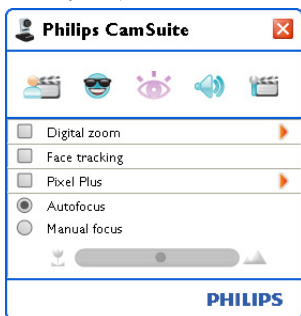 Philips CamSuite
Digital zoom
Face tracking
Pixel Plus
Autofocus
Manual focus
PHILIPS